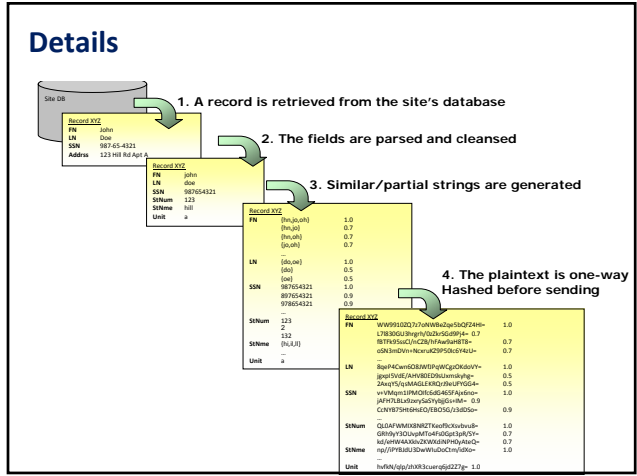 Details
Site DB
1. A record is retrieved from the site's database
Record XYZ
FN John
LN Doe
SSN 987-65-4321
Addrss 123 Hill Rd Apt A
2. The fields are parsed and cleansed
Record XYZ
FN john
LN doe
SSN 987654321
StNum 123
StNme hill
Unit a
3. Similar/partial strings are generated
Record XYZ
FN {hn,jo,oh} 1.0
{hn,jo} 0.7
{hn,oh} 0.7
{jo,oh} 0.7
...
LN {do,oe} 1.0
{do} 0.5
{oe} 0.5
SSN 987654321 1.0
897654321 0.9
978654321 0.9
...
StNum 123
2
132
StNme {hi,il,ll}
...
Unit a
4. The plaintext is one-way
Hashed before sending
Record XYZ
FN 1.0
0.7
0.7
0.7
...
LN 1.0
0.5
0.5
SSN 1.0
0.9
0.9
...
StNum 1.0
0.7
0.7
StNme 1.0
...
Unit 1.0